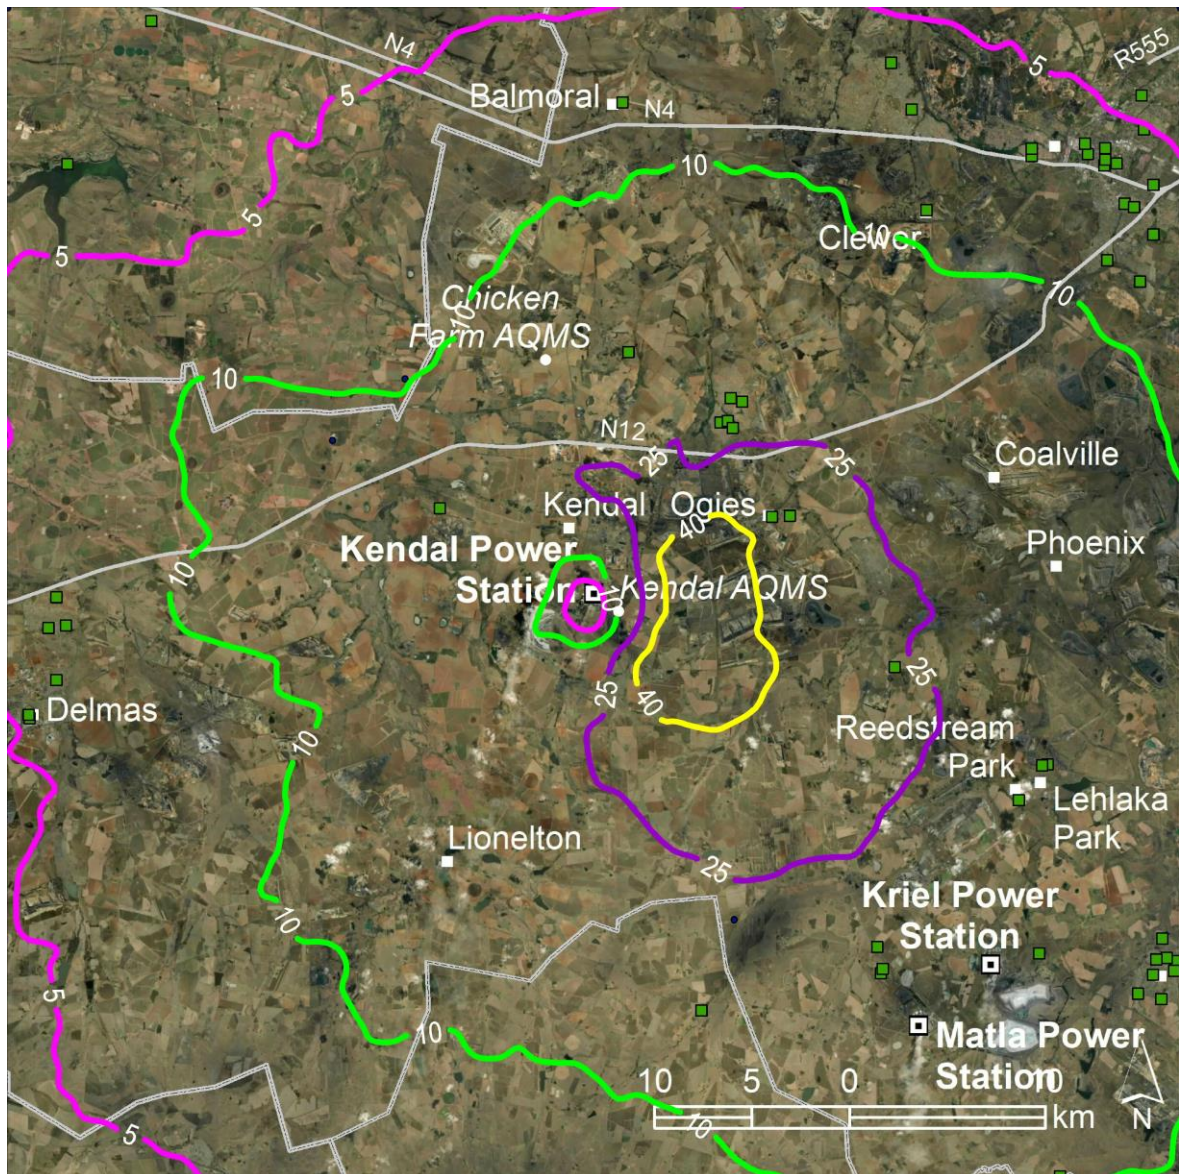 R555
N4
5
5
Balmoral
N4
10
5
Clewer
10
5
10
Chicken
Farm AQMS
10
10
N12
25
25
Coalville
Kendal
Ogies
40
Phoenix
Kendal Power
Station
10
Kendal AQMS
10
25
25
40
Delmas
10
Reedstream
Park
Lehlaka
Park
Lionelton
25
Kriel Power
Station
10
5
10
Matla Power
Station
10
5
0
10
km
N
10
5